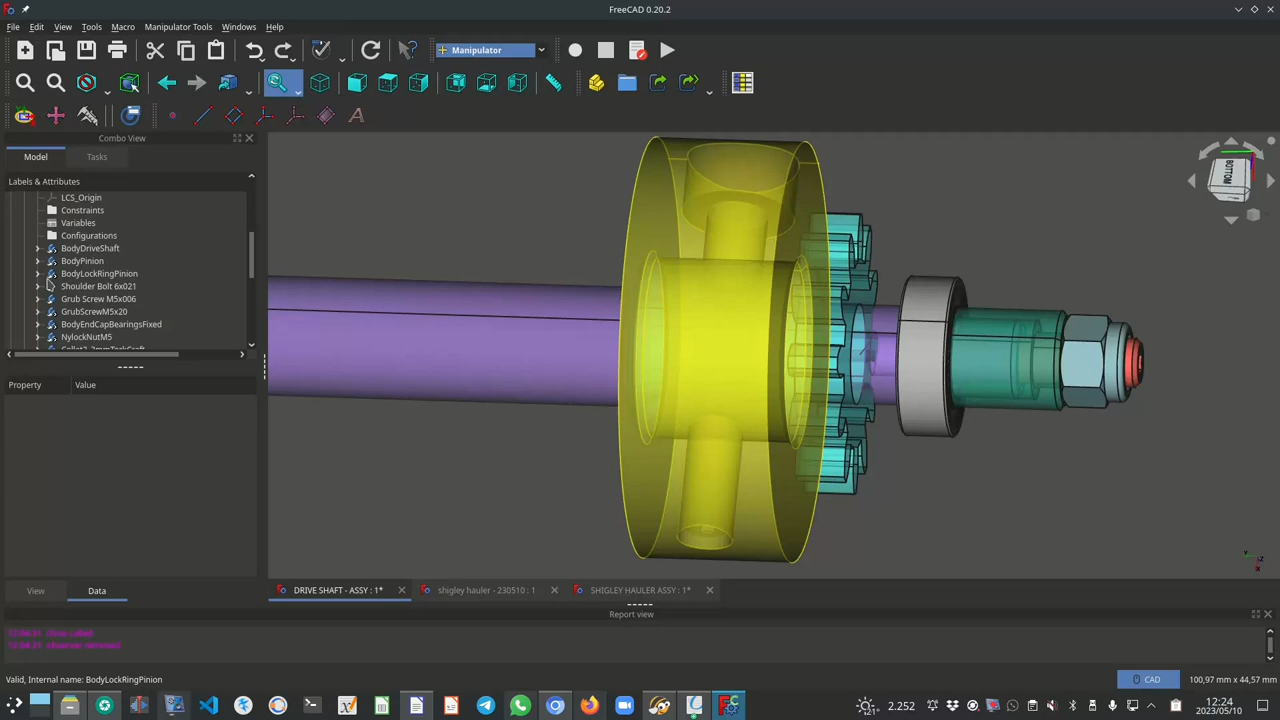 FreeCAD 0.20.2
File Edit View Tools Macro Manipulator Tools Windows Help
Manipulator
Combo View
Model Tasks
Labels & Attributes
LCS_Origin
Constraints
Variables
Configurations
BodyDriveShaft
BodyPinion
BodyLockRingPinion
Shoulder Bolt 6x021
Grub Screw M5x006
GrubScrewM5x20
BodyEndCapBearingsFixed
NylockNutM5
Property Value
BOTTOM
View Data
DRIVE SHAFT - ASSY : 1* shigley hauler - 230510 : 1 SHIGLEY HAULER ASSY : 1*
Report view
Valid, Internal name: BodyLockRingPinion
CAD 100,97 mm x 44,57 mm
2.252
12:24
2023/05/10